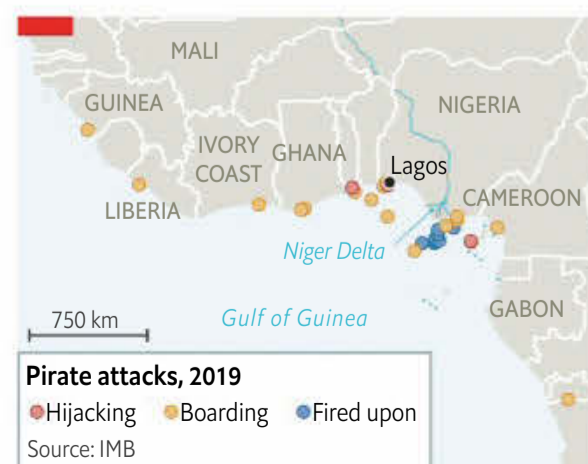 MALI
GUINEA
NIGERIA
IVORY
COAST
GHANA
Lagos
LIBERIA
CAMEROON
Niger Delta
GABON
750 km
Gulf of Guinea
Pirate attacks, 2019
Hijacking Boarding Fired upon
Source: IMB